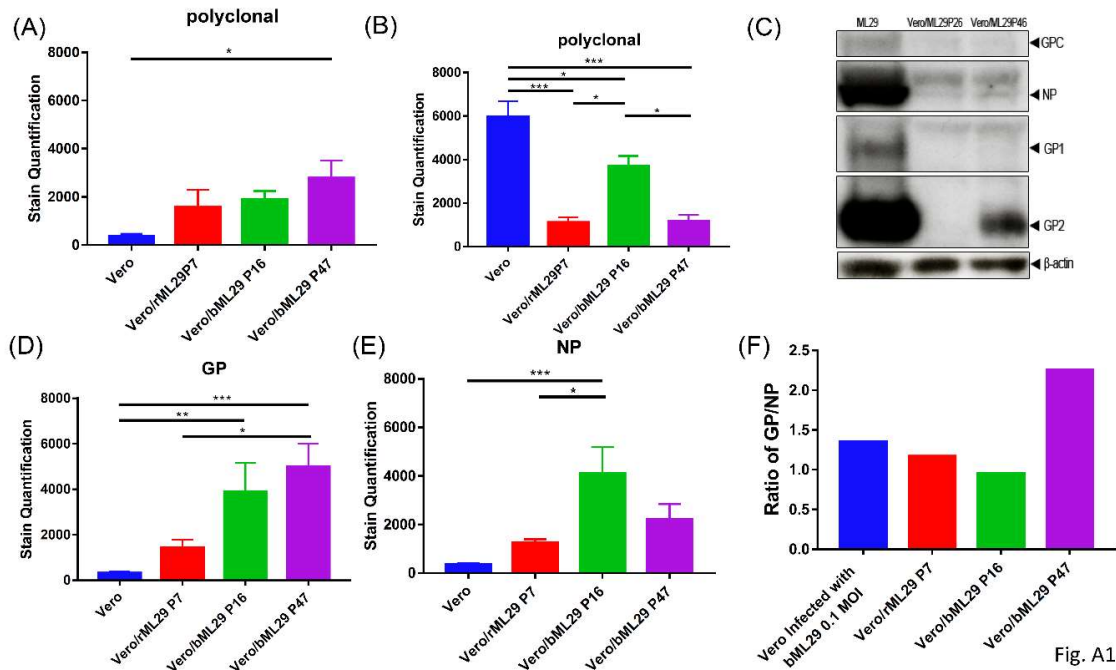 (A)
polyclonal
*
8000
6000
4000
2000
0
Stain Quantification
Vero
Vero/rML29P7
Vero/bML29 P16
Vero/bML29 P47
(B)
polyclonal
***
*
***
*
*
8000
6000
4000
2000
0
Stain Quantification
Vero
Vero/rML29P7
Vero/bML29 P16
Vero/bML29 P47
(C)
ML29 Vero/ML29P26 Vero/ML29P46
GPC
NP
GP1
GP2
β-actin
(D)
GP
***
**
*
8000
6000
4000
2000
0
Stain Quantification
Vero
Vero/rML29 P7
Vero/bML29 P16
Vero/bML29 P47
(E)
NP
***
*
8000
6000
4000
2000
0
Stain Quantification
Vero
Vero/rML29 P7
Vero/bML29 P16
Vero/bML29 P47
(F)
2.5
2.0
1.5
1.0
0.5
0.0
Ratio of GP/NP
Vero Infected with
bML29 0.1 MOI
Vero/rML29 P7
Vero/bML29 P16
Vero/bML29 P47
Fig. A1